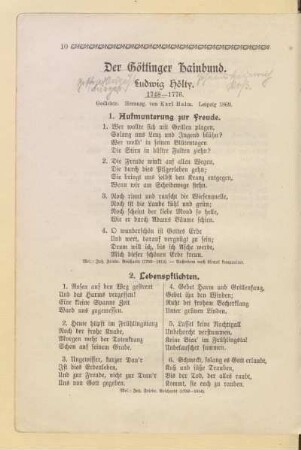 10
Der Göttinger Hainbund.
Ludwig Hölty.
1748—1776.
Gedichte. Herausg. von Karl Halm. Leipzig 1869.
1. Aufmunterung zur Freude.
1. Wer wollte sich mit Grillen plagen,
Solang uns Lenz und Jugend blühn?
Wer wollt' in seinen Blütentagen
Die Stirn in düstre Falten ziehn?
2. Die Freude winkt auf allen Wegen,
Die durch dies Pilgerleben gehn;
Sie bringt uns selbst den Kranz entgegen,
Wenn wir am Scheidewege stehn.
3. Noch rinnt und rauscht die Wiesenquelle,
Noch ist die Laube kühl und grün;
Noch scheint der liebe Mond so helle,
Wie er durch Adams Bäume schien.
4. O wunderschön ist Gottes Erde
Und wert, darauf vergnügt zu sein;
Drum will ich, bis ich Asche werde,
Mich dieser schönen Erde freun.
2. Lebenspflichten.
1. Rosen auf den Weg gestreut
Und des Harms vergessen!
Eine kleine Spanne Zeit
Ward uns zugemessen.
2. Heute hüpft im Frühlingstanz
Noch der frohe Knabe,
Morgen weht der Totenkranz
Schon auf seinem Grabe.
3. Ungewisser, kurzer Dau'r
Ist dies Erdenleben,
Und zur Freude, nicht zur Trau'r
Uns von Gott gegeben.
4. Gebet Harm und Grillenfang,
Gebet ihn den Winden;
Ruht bei frohem Becherklang
Unter grünen Linden.
5. Lasset keine Nachtigall
Unbehorcht verstummen,
Keine Bien' im Frühlingstal
Unbelauschet summen.
6. Schmeckt, solang es Gott erlaubt,
Kuß und süße Trauben,
Bis der Tod, der alles raubt,
Kommt, sie euch zu rauben.